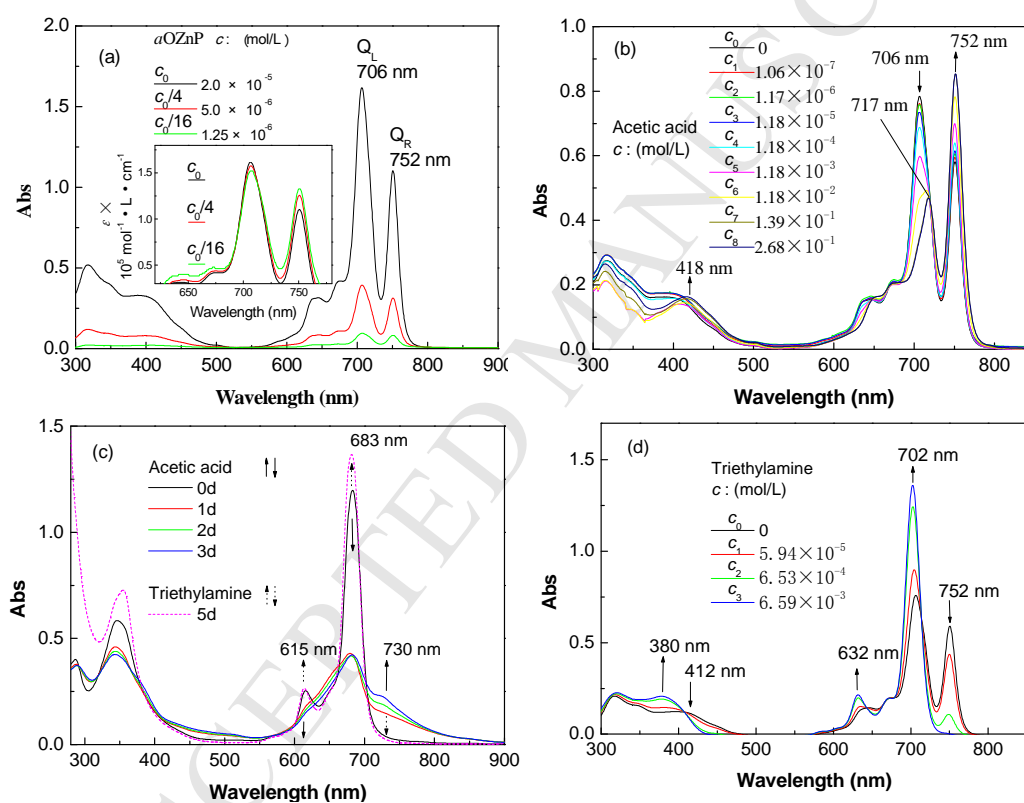 (a)
aOZnP c : (mol/L)
c0 2.0 × 10-5
c0/4 5.0 × 10-6
c0/16 1.25 × 10-6
QL
706 nm
QR
752 nm
2.0
1.5
1.0
0.5
0.0
Abs
c0
c0/4
c0/16
1.5
1.0
0.5
ε ×
10^5 mol-1 • L • cm-1
650 700 750
Wavelength (nm)
300 400 500 600 700 800 900
Wavelength (nm)
(b)
Acetic acid
c : (mol/L)
c0 0
c1 1.06×10-7
c2 1.17×10-6
c3 1.18×10-5
c4 1.18×10-4
c5 1.18×10-3
c6 1.18×10-2
c7 1.39×10-1
c8 2.68×10-1
706 nm
752 nm
717 nm
418 nm
1.0
0.8
0.6
0.4
0.2
0.0
Abs
300 400 500 600 700 800
Wavelength (nm)
(c)
Acetic acid
0d
1d
2d
3d
Triethylamine
5d
683 nm
615 nm
730 nm
1.5
1.0
0.5
0.0
Abs
300 400 500 600 700 800 900
Wavelength (nm)
(d)
Triethylamine
c : (mol/L)
c0 0
c1 5.94×10-5
c2 6.53×10-4
c3 6.59×10-3
702 nm
752 nm
632 nm
380 nm
412 nm
1.5
1.0
0.5
0.0
Abs
300 400 500 600 700 800
Wavelength (nm)
CEPTED MANUSC